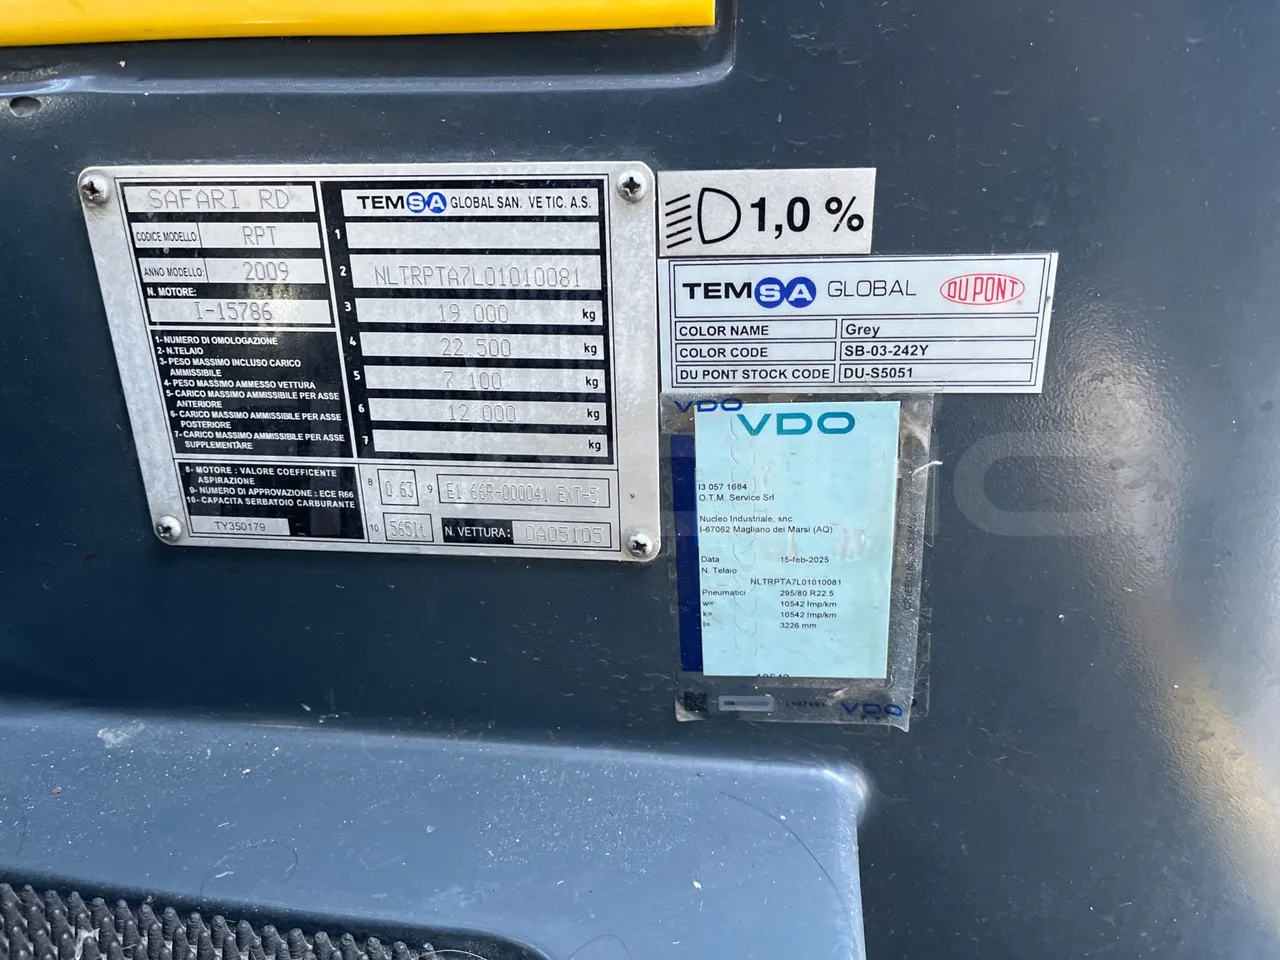 SAFARI RD
CODICE MODELLO: RPT
ANNO MODELLO: 2009
N. MOTORE:
I-15786
1- NUMERO DI OMOLOGAZIONE
2- N.TELAIO
3- PESO MASSIMO INCLUSO CARICO
AMMISSIBILE
4- PESO MASSIMO AMMESSO VETTURA
5- CARICO MASSIMO AMMISSIBILE PER ASSE
ANTERIORE
6- CARICO MASSIMO AMMISSIBILE PER ASSE
POSTERIORE
7- CARICO MASSIMO AMMISSIBILE PER ASSE
SUPPLEMENTARE
8- MOTORE : VALORE COEFFICENTE
ASPIRAZIONE
9- NUMERO DI APPROVAZIONE : ECE R66
10- CAPACITA SERBATOIO CARBURANTE
TY350179
TEMSA GLOBAL SAN. VE TIC. A.S.
1
2 NLTRPTA7L01010081
3 19.000 kg
4 22.500 kg
5 7.100 kg
6 12.000 kg
7 kg
8 0.63 9 E1 66R-000041 EXT-5
10 565lt N. VETTURA: 0A05105
1,0 %
TEMSA GLOBAL DU PONT
COLOR NAME Grey
COLOR CODE SB-03-242Y
DU PONT STOCK CODE DU-S5051
VDO
VDO
I3 057 1684
O.T.M. Service Srl
Nucleo Industriale, snc
I-67062 Magliano dei Marsi (AQ)
Data 15-feb-2025
N. Telaio
NLTRPTA7L01010081
Pneumatici 295/80 R22.5
w= 10542 Imp/km
k= 10542 Imp/km
l= 3226 mm
VDO